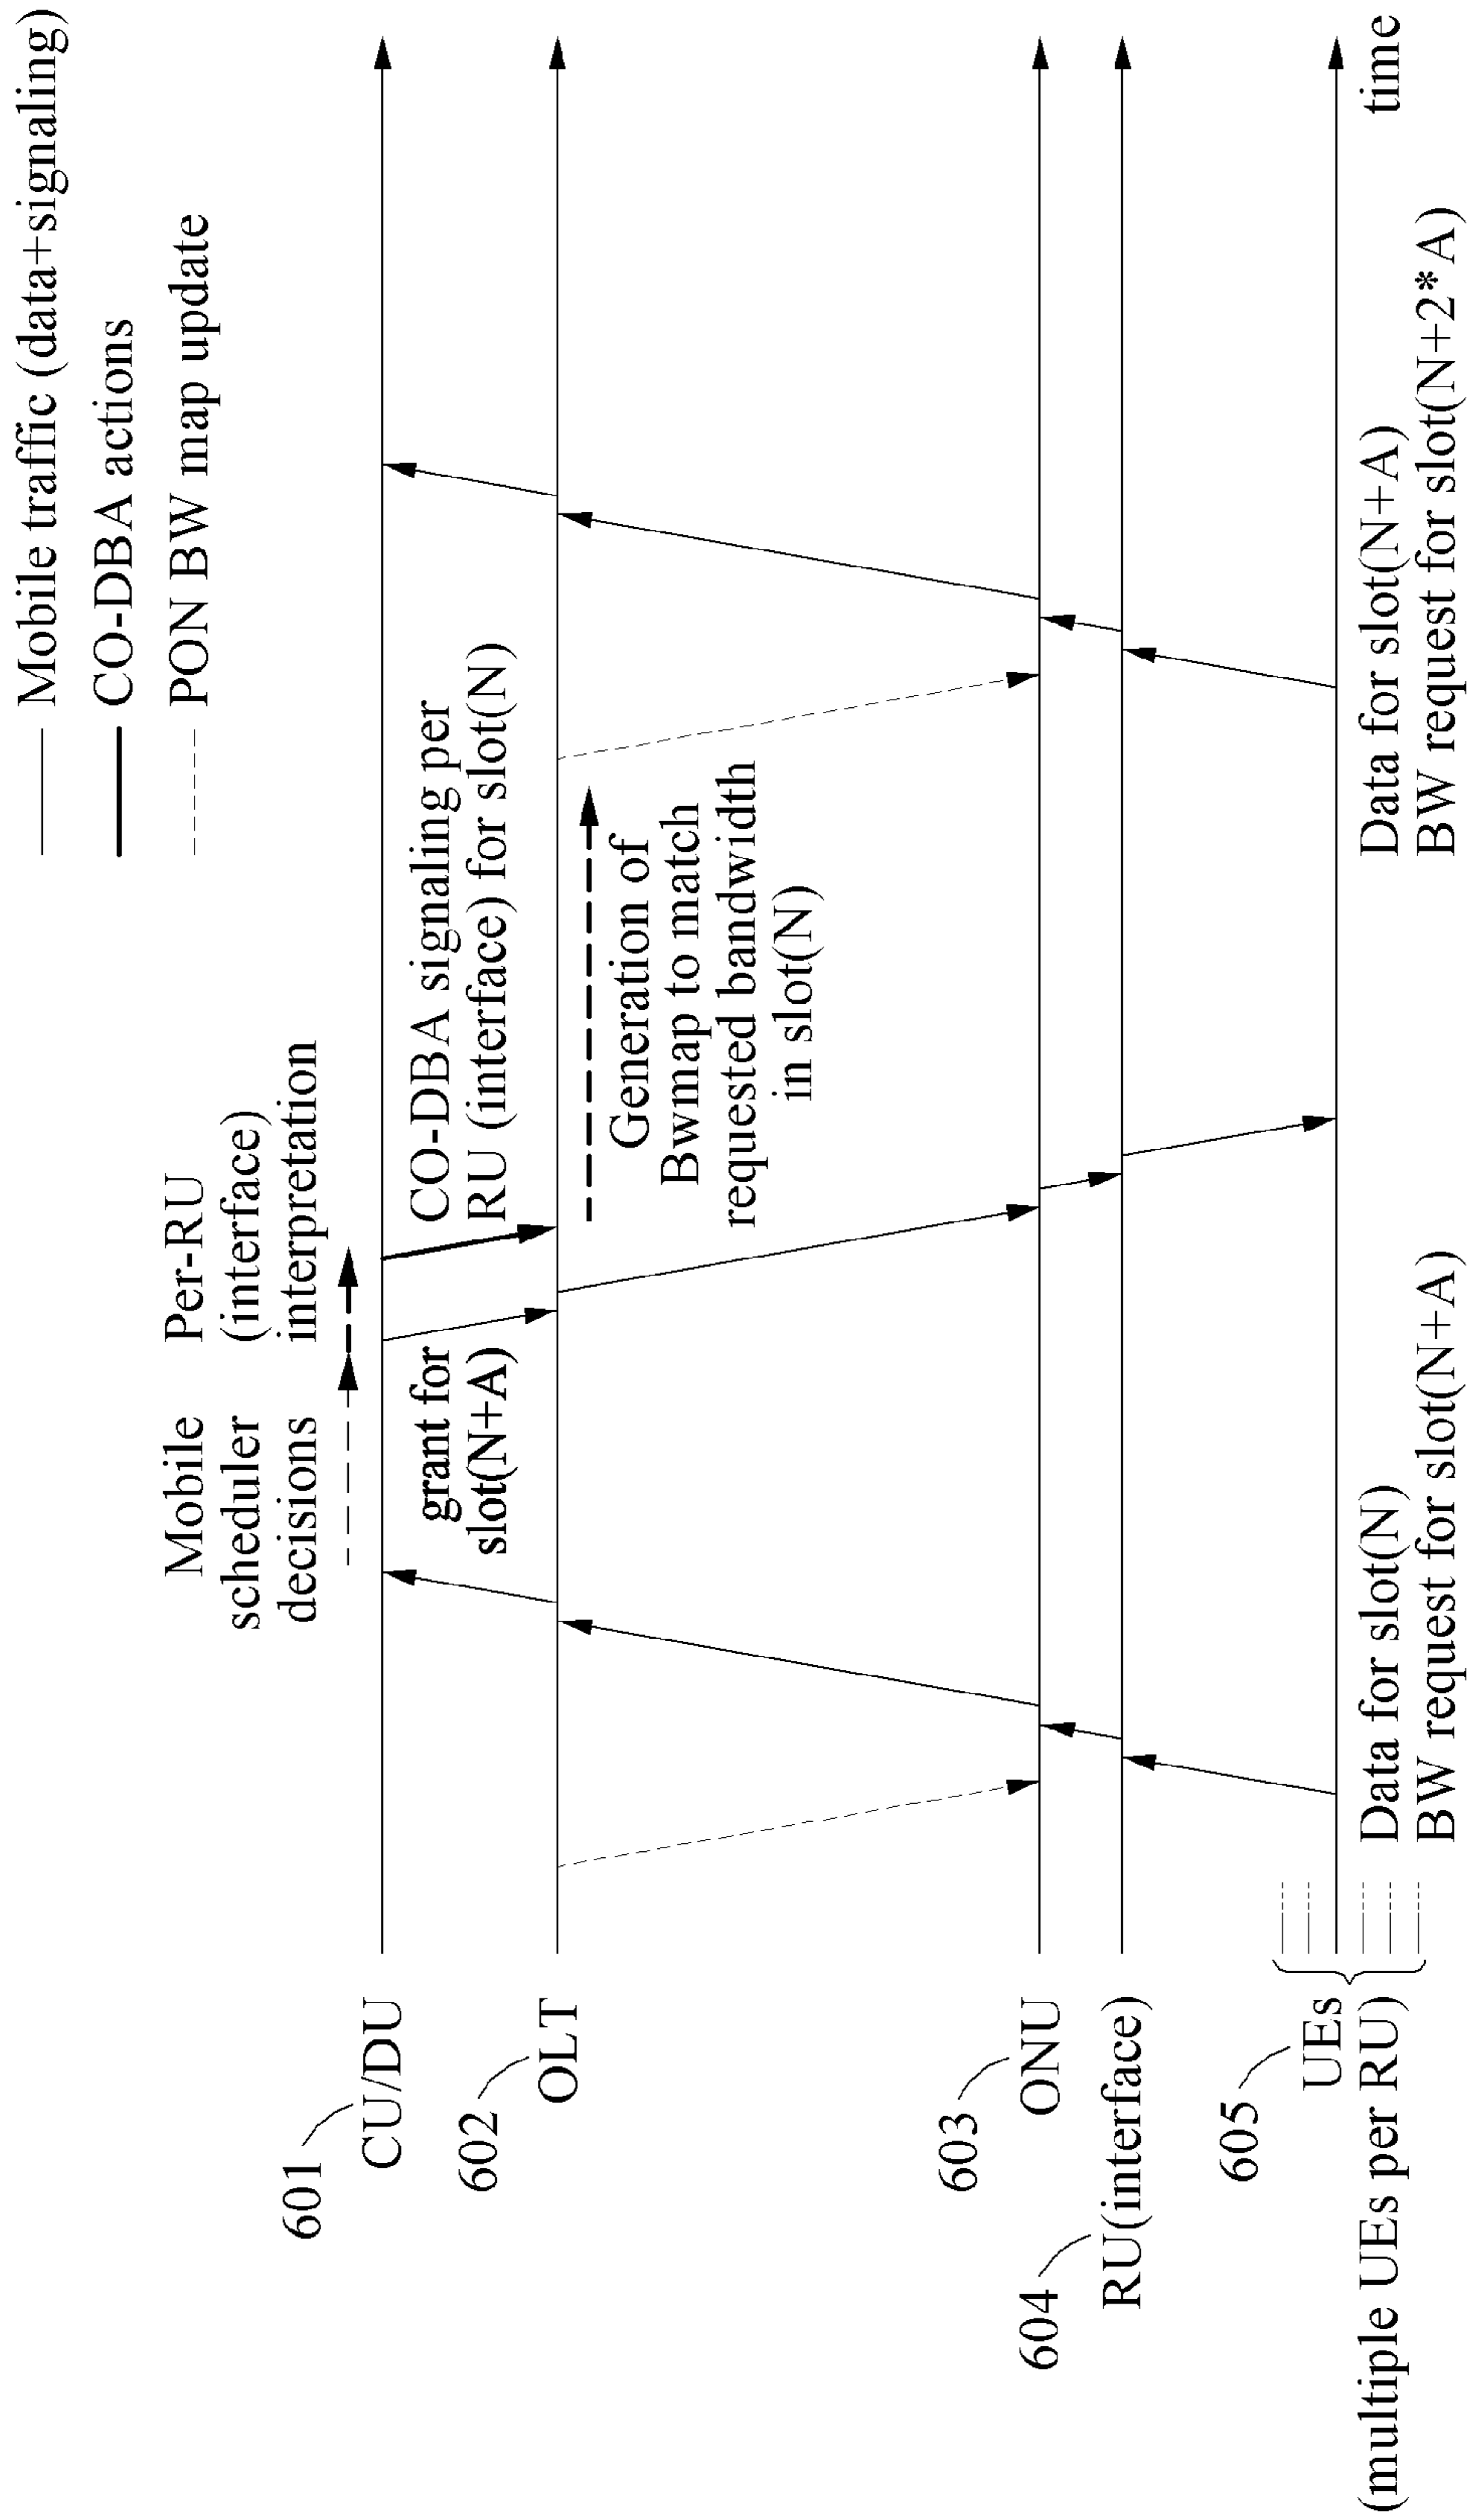 Mobile traffic (data+signaling)
CO-DBA actions
PON BW map update
Mobile
scheduler
decisions
Per-RU
(interface)
interpretation
601
CU/DU
grant for
slot(N+A)
CO-DBA signaling per
RU (interface) for slot(N)
602
OLT
Generation of
Bwmap to match
requested bandwidth
in slot(N)
603
ONU
604
RU(interface)
605
UEs
(multiple UEs per RU)
Data for slot(N)
BW request for slot(N+A)
Data for slot(N+A)
BW request for slot(N+2*A)
time